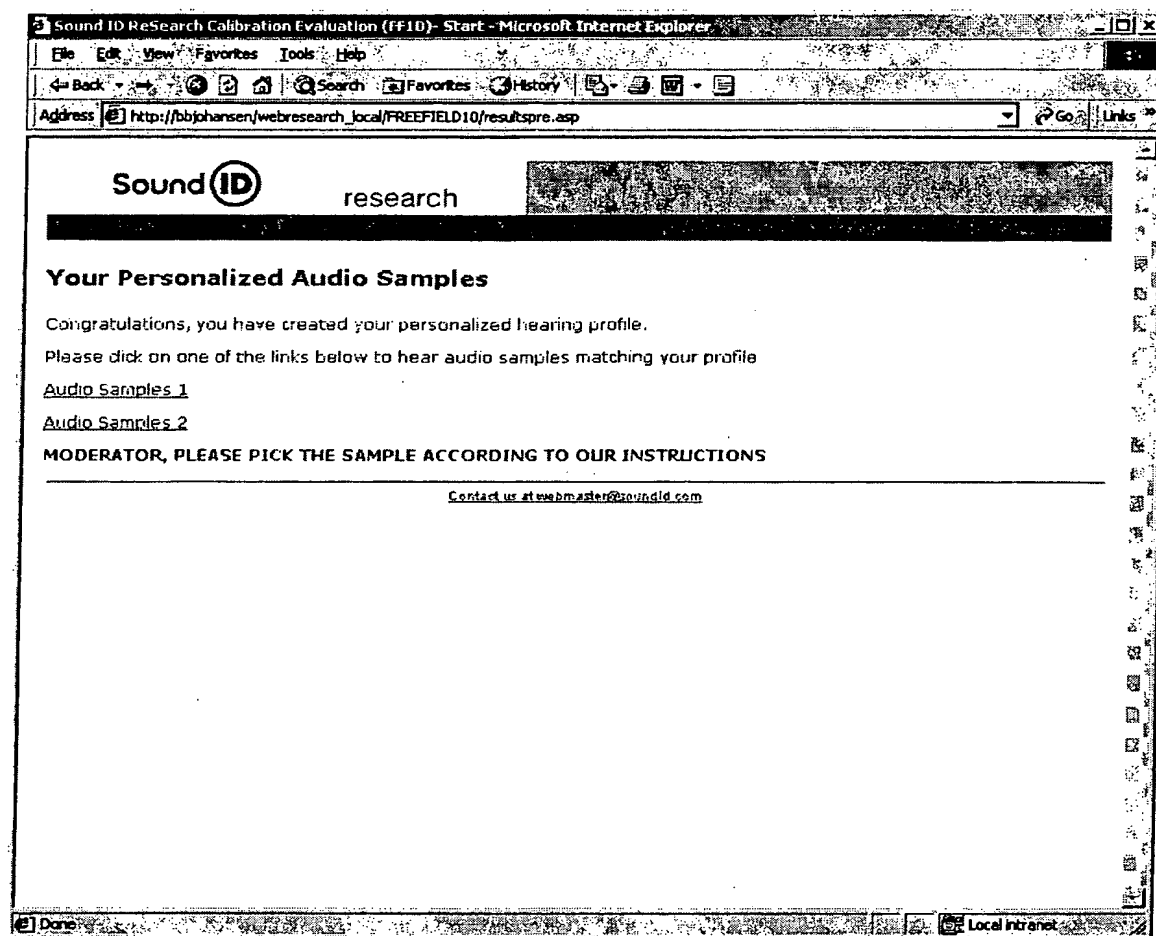 Sound ID ReSearch Calibration Evaluation (FF10)- Start - Microsoft Internet Explorer
File Edit View Favorites Tools Help
Back Search Favorites History
Address http://bbjohansen/webresearch_local/FREEFIELD10/resultspre.asp Go Links »
Sound ID research
Your Personalized Audio Samples
Congratulations, you have created your personalized hearing profile.
Please click on one of the links below to hear audio samples matching your profile
Audio Samples 1
Audio Samples 2
MODERATOR, PLEASE PICK THE SAMPLE ACCORDING TO OUR INSTRUCTIONS
Contact us at webmaster@soundid.com
Done Local intranet